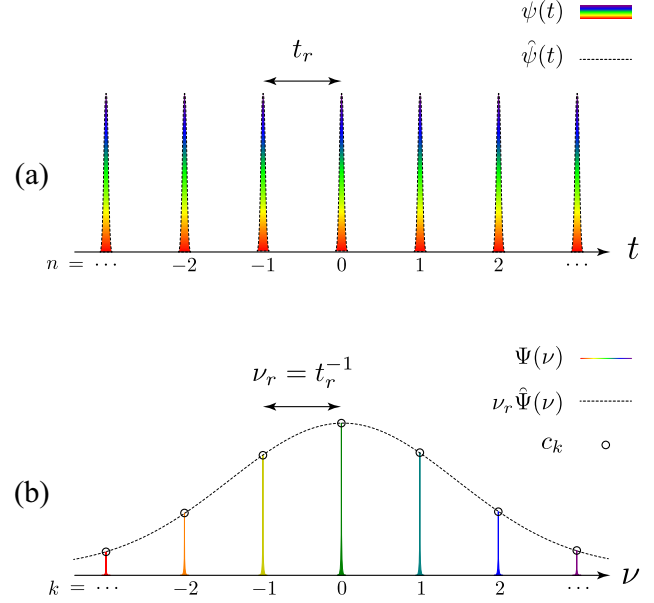 ψ(t)
ψ̂(t)
t_r
(a)
n = ⋯ −2 −1 0 1 2 ⋯ t
Ψ(ν)
ν_r = t_r^{-1}
ν_r Ψ̂(ν)
c_k
(b)
k = ⋯ −2 −1 0 1 2 ⋯ ν